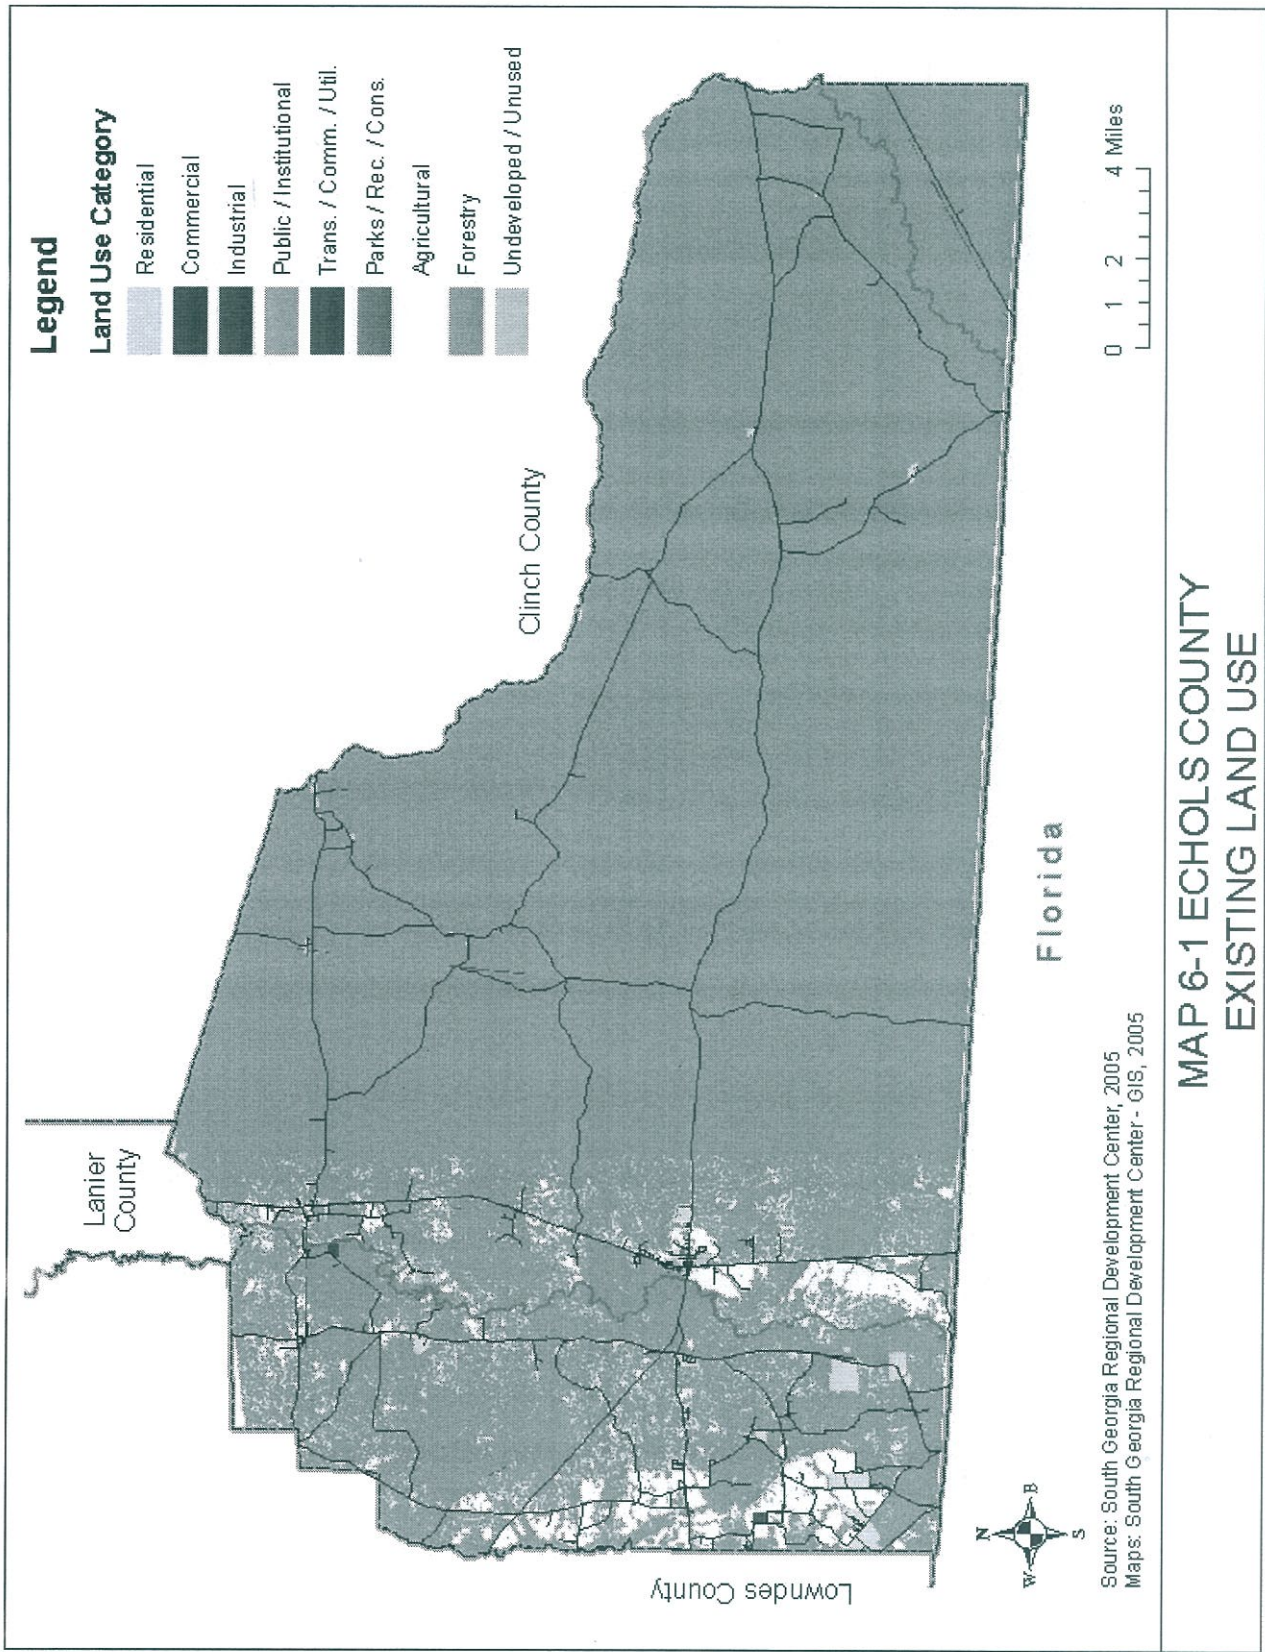 Legend
Land Use Category
Residential
Commercial
Industrial
Public / Institutional
Trans. / Comm. / Util.
Parks / Rec. / Cons.
Agricultural
Forestry
Undeveloped / Unused
Lanier
County
Clinch County
Lowndes County
Florida
N
W
E
S
0 1 2 4 Miles
Source: South Georgia Regional Development Center, 2005
Maps: South Georgia Regional Development Center - GIS, 2005
MAP 6-1 ECHOLS COUNTY
EXISTING LAND USE